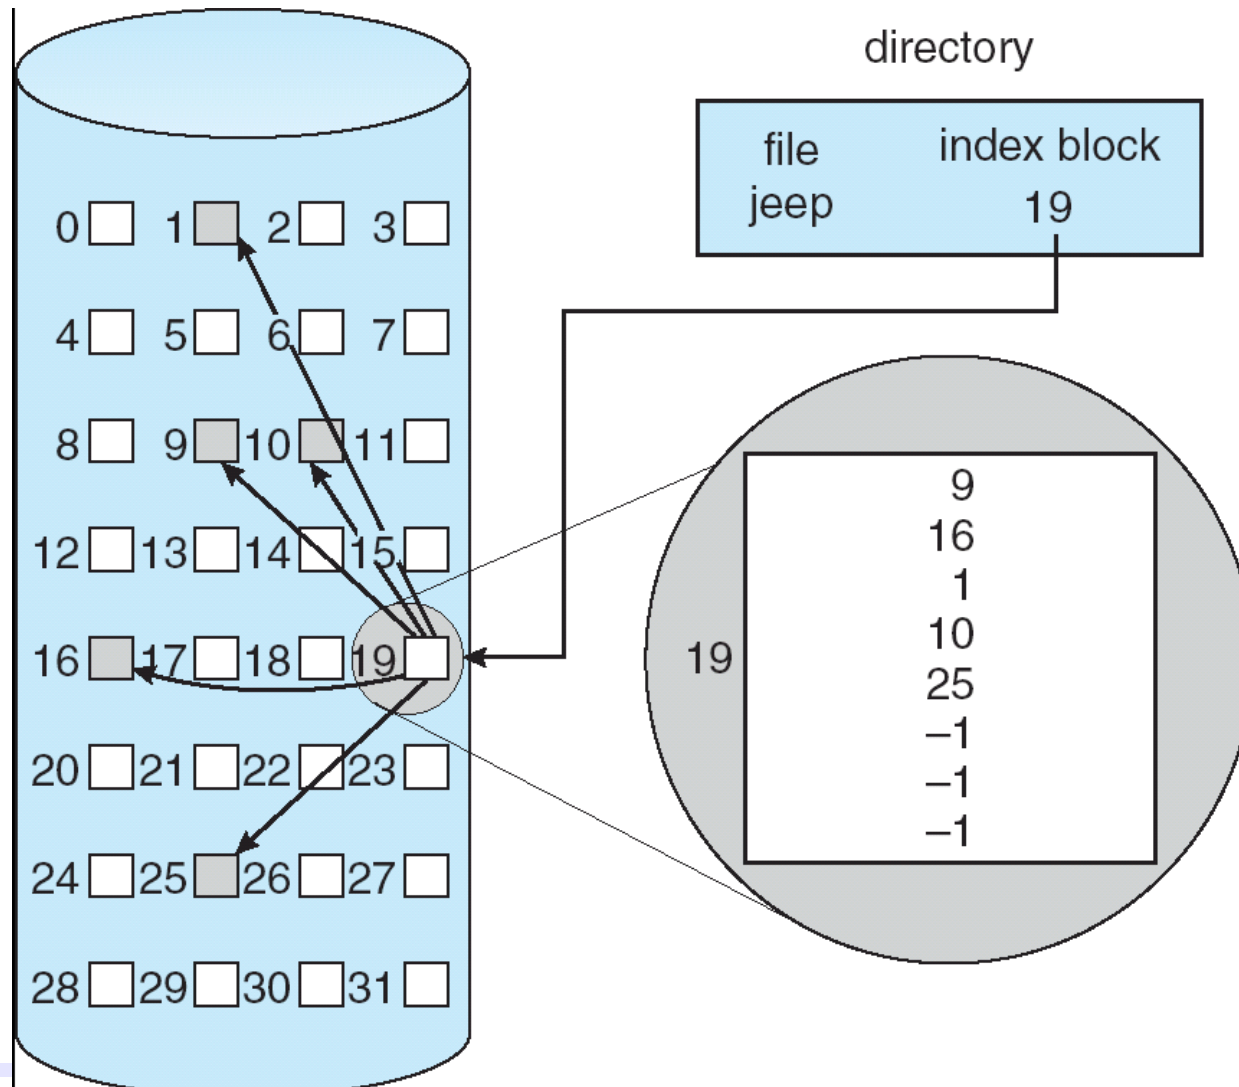 directory
file index block
jeep 19
0 1 2 3
4 5 6 7
8 9 10 11
12 13 14 15
16 17 18 19
20 21 22 23
24 25 26 27
28 29 30 31
19
9
16
1
10
25
–1
–1
–1